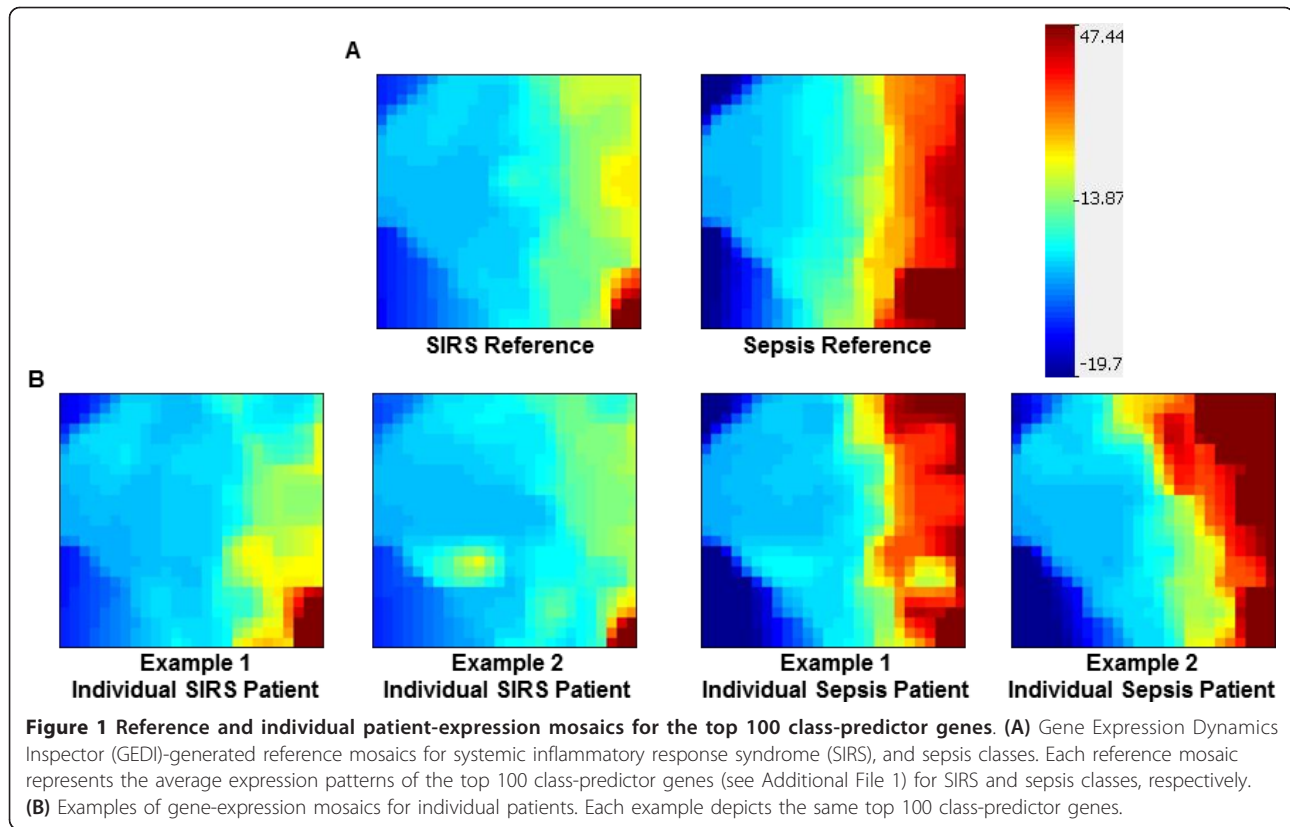 A
47.44
13.87
-19.7
SIRS Reference
Sepsis Reference
B
Example 1
Individual SIRS Patient
Example 2
Individual SIRS Patient
Example 1
Individual Sepsis Patient
Example 2
Individual Sepsis Patient
Figure 1 Reference and individual patient-expression mosaics for the top 100 class-predictor genes. (A) Gene Expression Dynamics
Inspector (GEDI)-generated reference mosaics for systemic inflammatory response syndrome (SIRS), and sepsis classes. Each reference mosaic
represents the average expression patterns of the top 100 class-predictor genes (see Additional File 1) for SIRS and sepsis classes, respectively.
(B) Examples of gene-expression mosaics for individual patients. Each example depicts the same top 100 class-predictor genes.